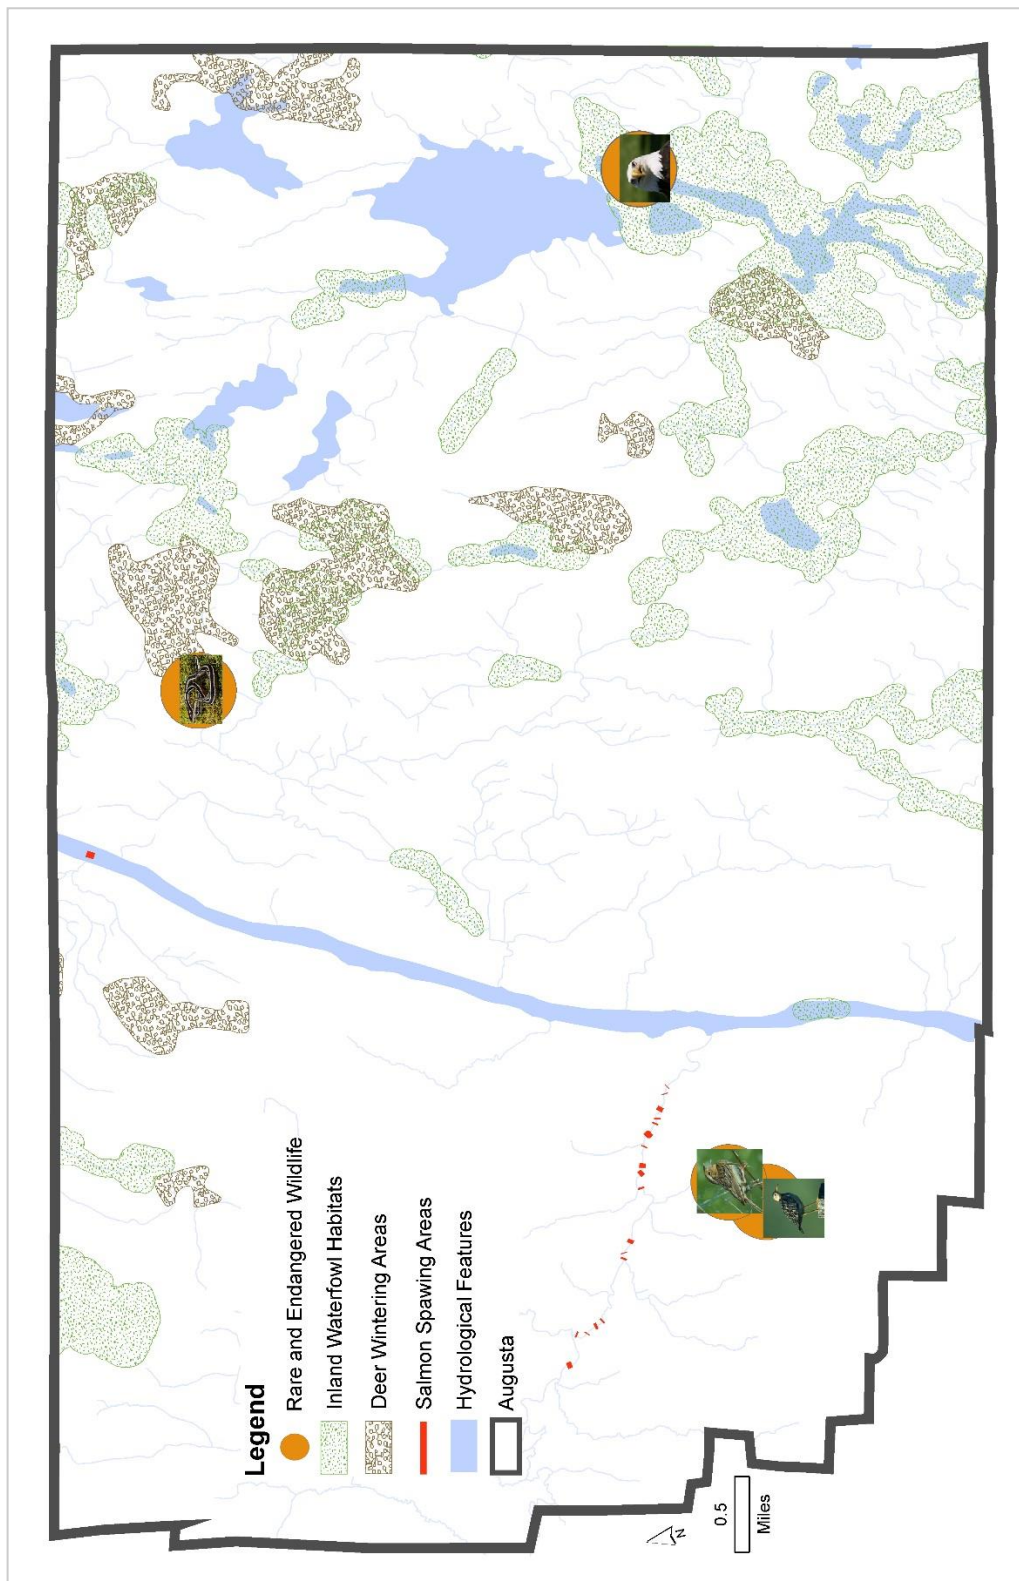 Legend
Rare and Endangered Wildlife
Inland Waterfowl Habitats
Deer Wintering Areas
Salmon Spawing Areas
Hydrological Features
Augusta
N
0.5
Miles